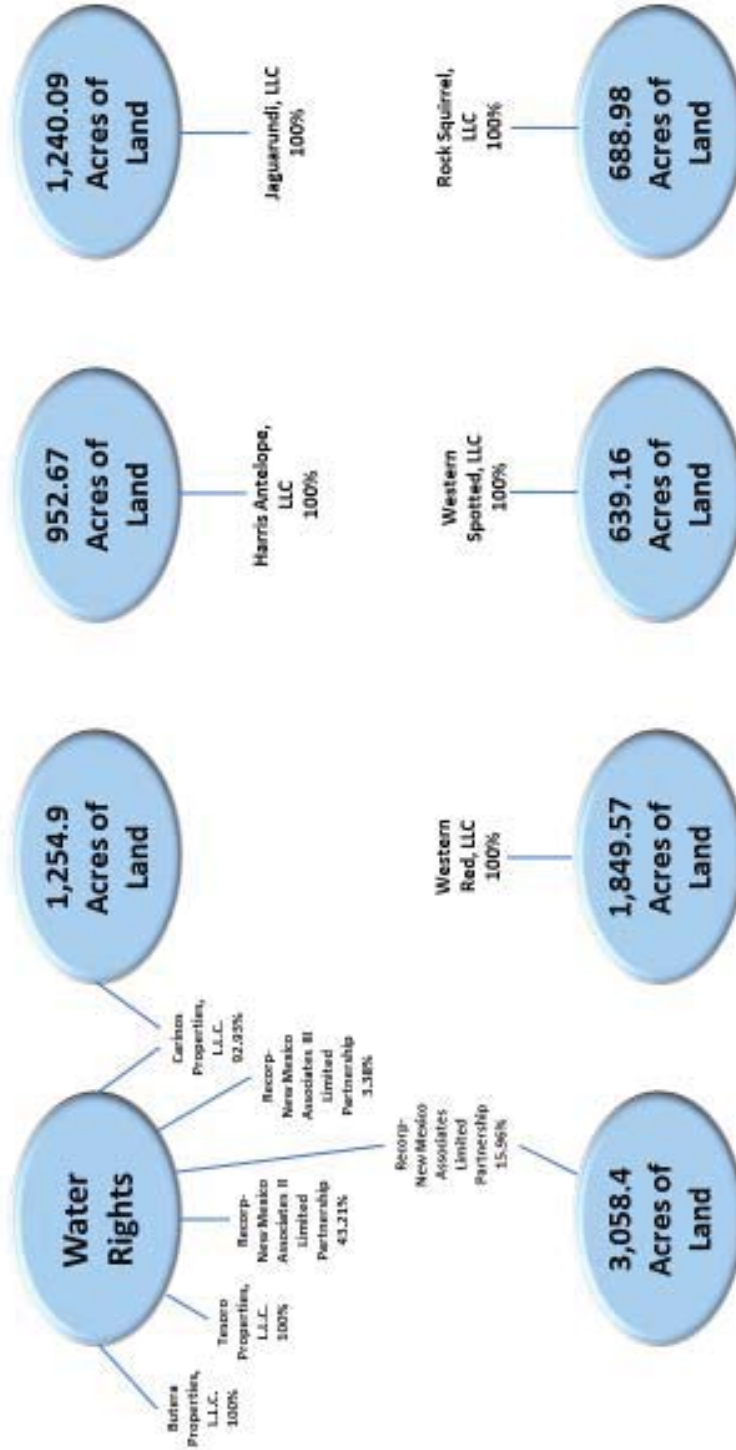 Water
Rights
1,254.9
Acres of
Land
952.67
Acres of
Land
1,240.09
Acres of
Land
Butera
Properties,
L.L.C.
100%
Tesoro
Properties,
L.L.C.
100%
Recorp-
New Mexico
Associates II
Limited
Partnership
43.21%
Recorp-
New Mexico
Associates
Limited
Partnership
15.96%
Recorp-
New Mexico
Associates III
Limited
Partnership
3.38%
Carinos
Properties,
L.L.C.
92.95%
Harris Antelope,
LLC
100%
Jaguarundi, LLC
100%
Western
Red, LLC
100%
Western
Spotted, LLC
100%
Rock Squirrel,
LLC
100%
3,058.4
Acres of
Land
1,849.57
Acres of
Land
639.16
Acres of
Land
688.98
Acres of
Land